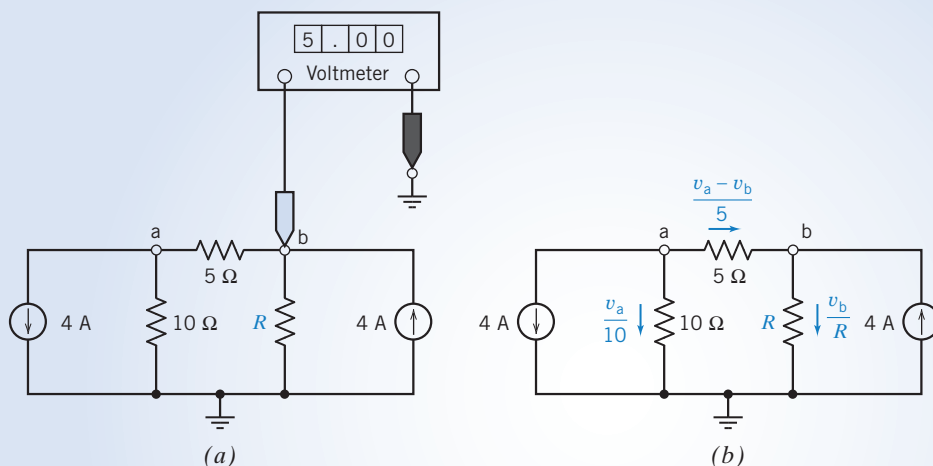 5.00
Voltmeter
a
b
5 Ω
4 A
10 Ω
R
4 A
(a)
v_a − v_b
5
a
b
5 Ω
4 A
v_a
10
10 Ω
R
v_b
R
4 A
(b)